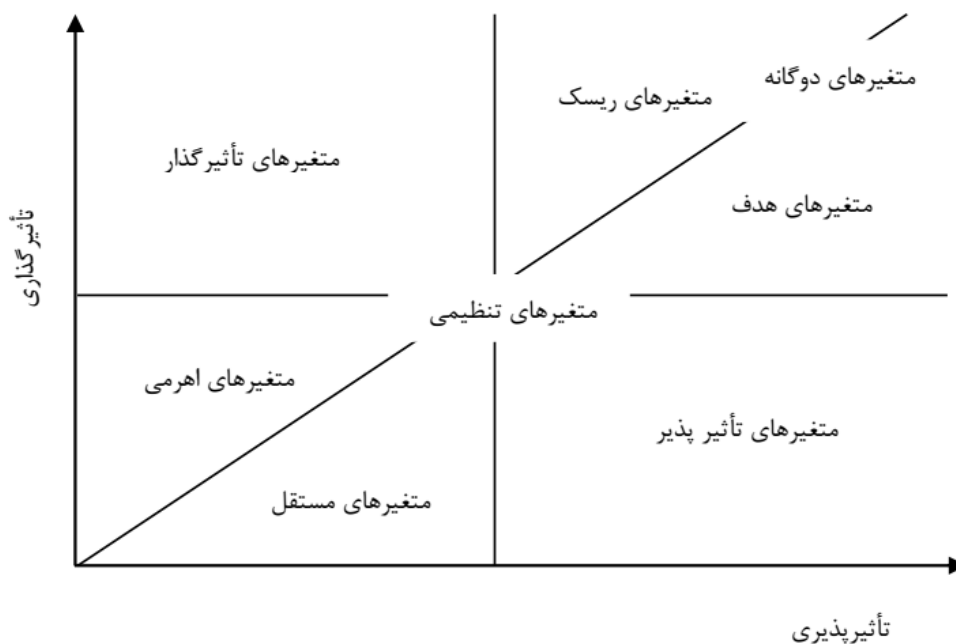 متغیرهای دوگانه
متغیرهای ریسک
متغیرهای تأثیرگذار
متغیرهای هدف
تأثیرگذاری
متغیرهای تنظیمی
متغیرهای اهرمی
متغیرهای تأثیر پذیر
متغیرهای مستقل
تأثیرپذیری